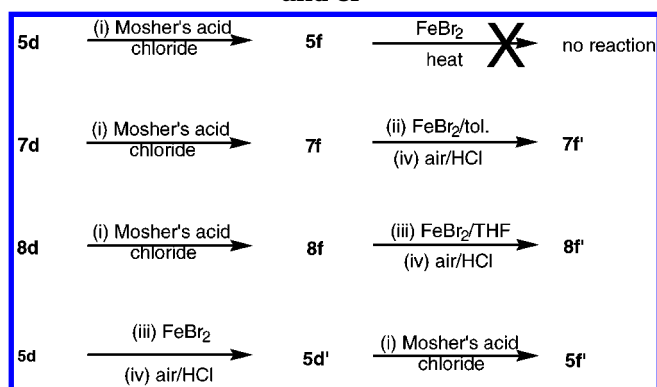 and 8f
(i) Mosher's acid FeBr2
5d chloride 5f heat X no reaction
(i) Mosher's acid (ii) FeBr2/tol.
7d chloride 7f (iv) air/HCl 7f'
(i) Mosher's acid (iii) FeBr2/THF
8d chloride 8f (iv) air/HCl 8f'
(iii) FeBr2 (i) Mosher's acid
5d (iv) air/HCl 5d' chloride 5f'